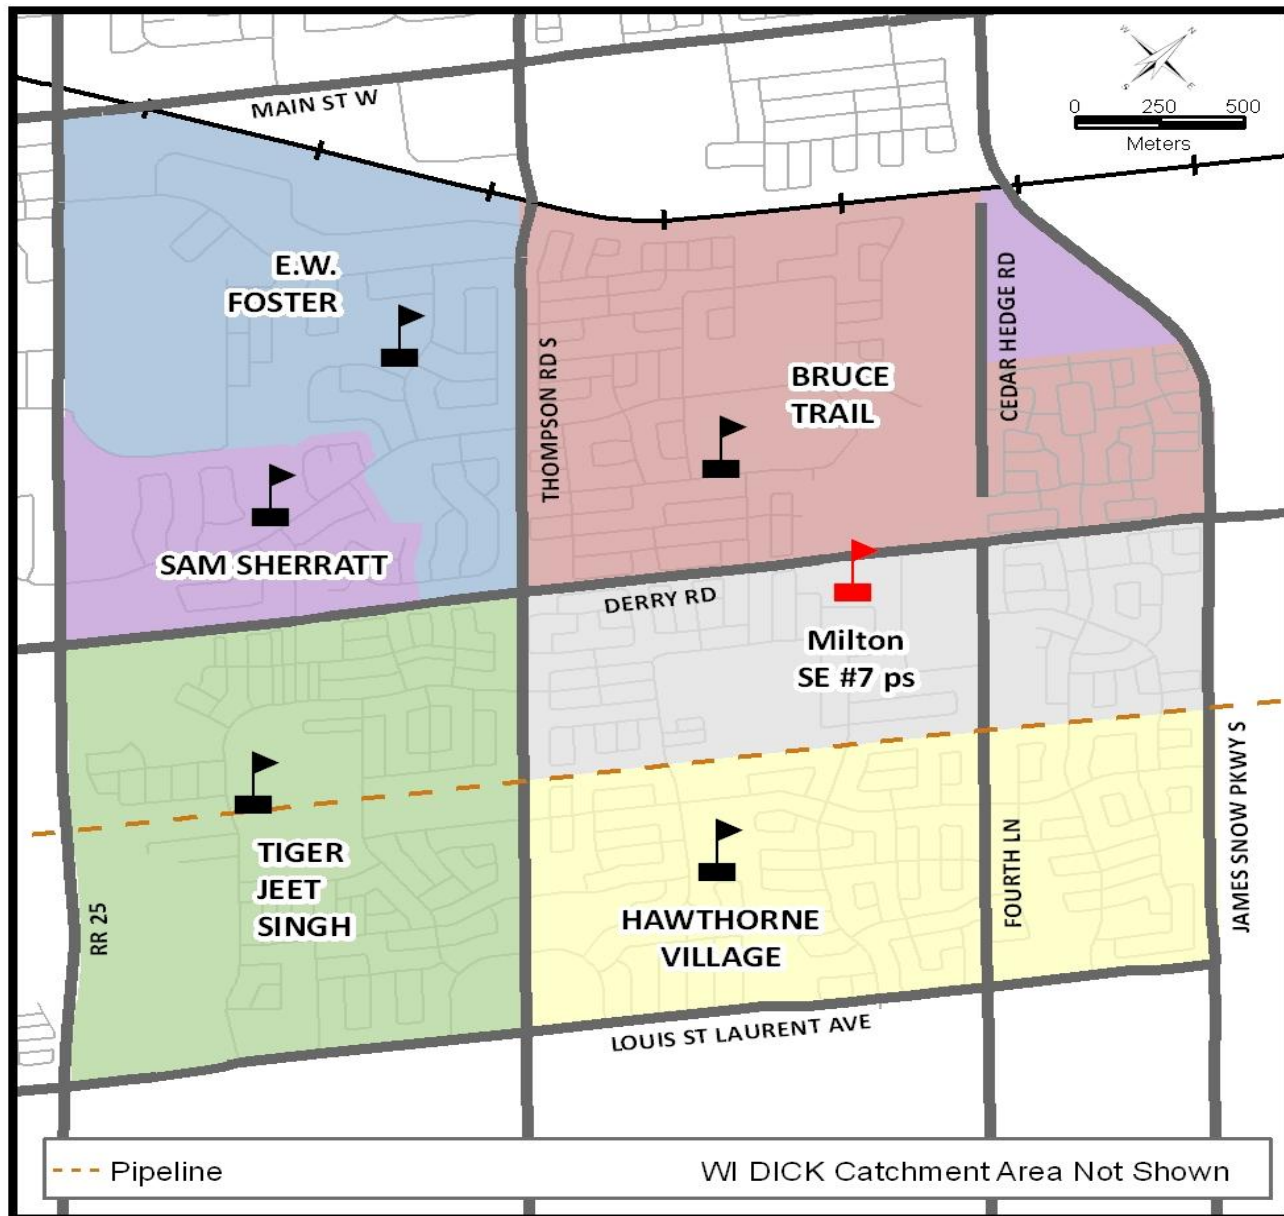 W
N
S
E
0 250 500
Meters
MAIN ST W
E.W.
FOSTER
THOMPSON RD S
BRUCE
TRAIL
CEDAR HEDGE RD
SAM SHERRATT
DERRY RD
Milton
SE #7 ps
TIGER
JEET
SINGH
RR 25
HAWTHORNE
VILLAGE
FOURTH LN
JAMES SNOW PKWY S
LOUIS ST LAURENT AVE
Pipeline
WI DICK Catchment Area Not Shown